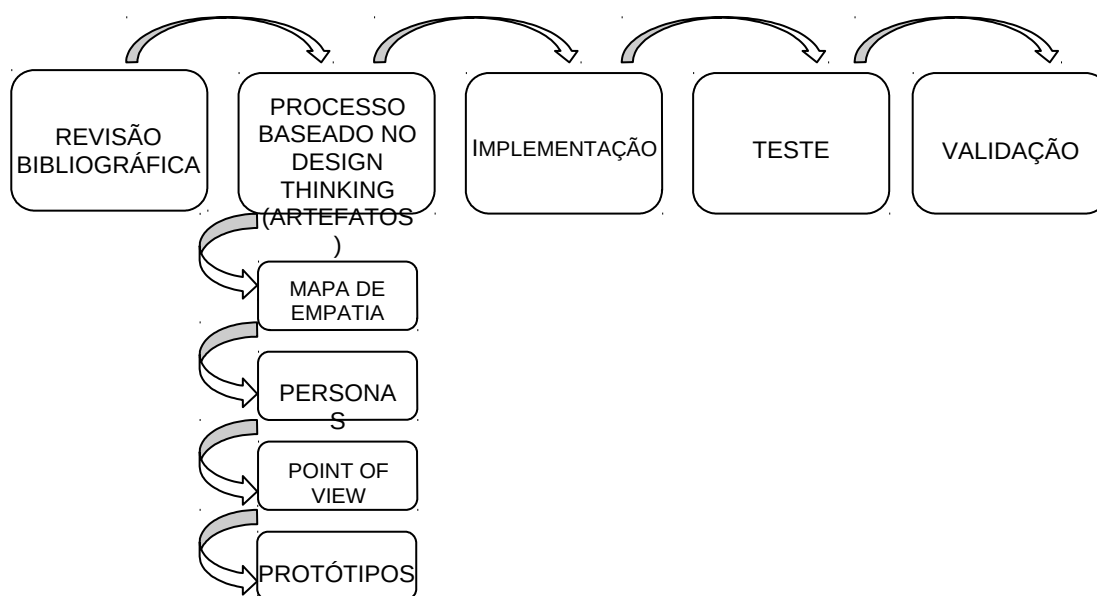 REVISÃO
BIBLIOGRÁFICA
PROCESSO
BASEADO NO
DESIGN
THINKING
(ARTEFATOS
)
IMPLEMENTAÇÃO
TESTE
VALIDAÇÃO
MAPA DE
EMPATIA
PERSONA
S
POINT OF
VIEW
PROTÓTIPOS